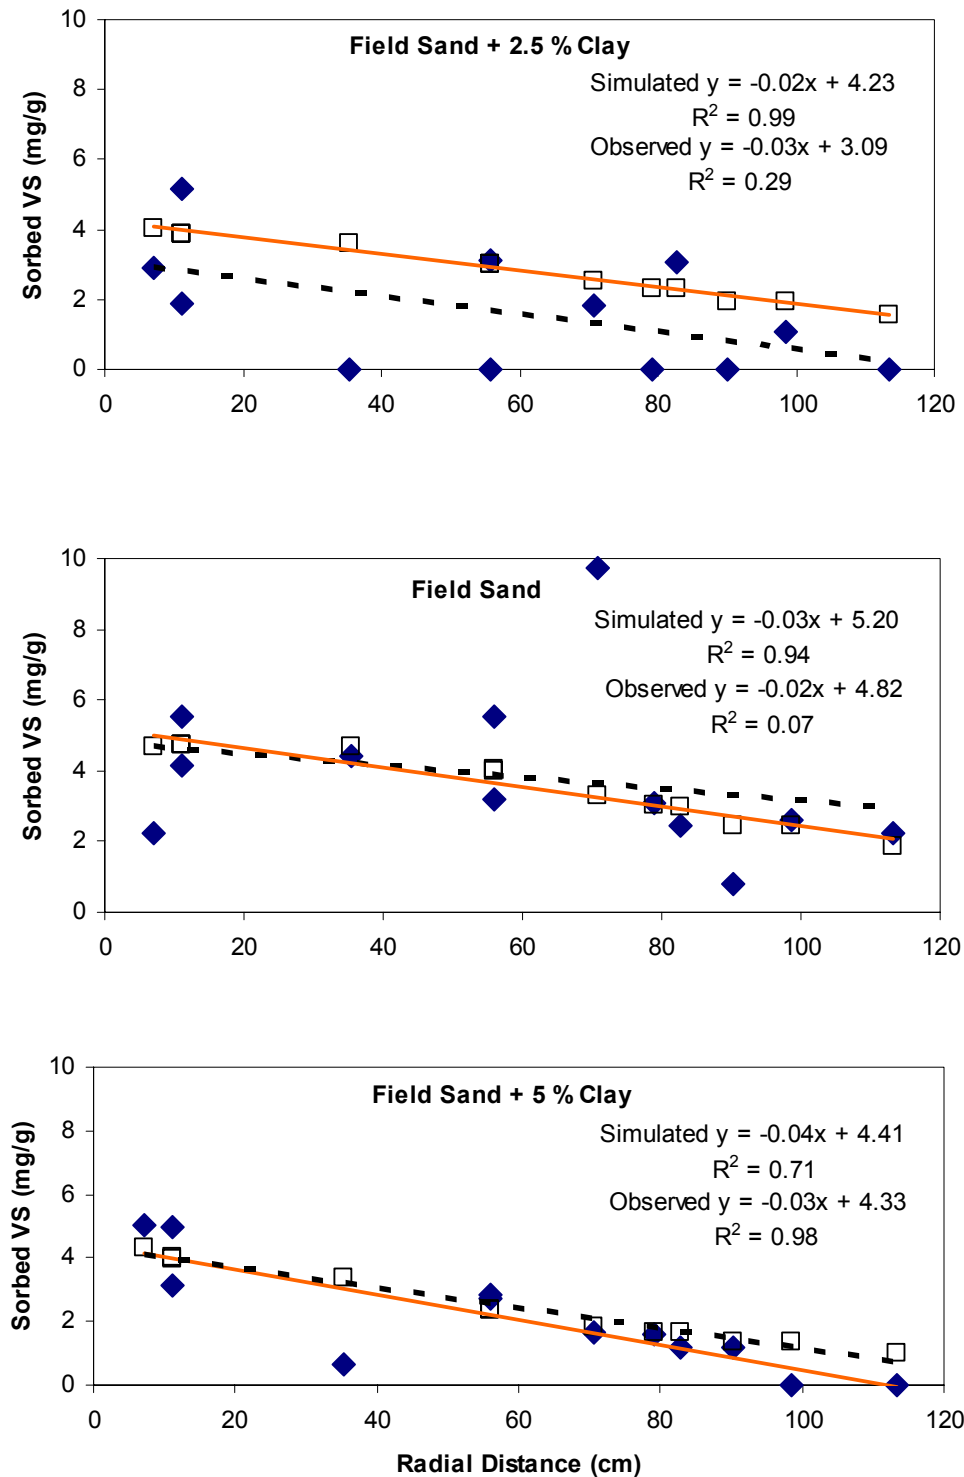 Field Sand + 2.5 % Clay
Simulated y = -0.02x + 4.23
R² = 0.99
Observed y = -0.03x + 3.09
R² = 0.29
Sorbed VS (mg/g)
10
8
6
4
2
0
0 20 40 60 80 100 120
Field Sand
Simulated y = -0.03x + 5.20
R² = 0.94
Observed y = -0.02x + 4.82
R² = 0.07
Sorbed VS (mg/g)
10
8
6
4
2
0
0 20 40 60 80 100 120
Field Sand + 5 % Clay
Simulated y = -0.04x + 4.41
R² = 0.71
Observed y = -0.03x + 4.33
R² = 0.98
Sorbed VS (mg/g)
10
8
6
4
2
0
0 20 40 60 80 100 120
Radial Distance (cm)